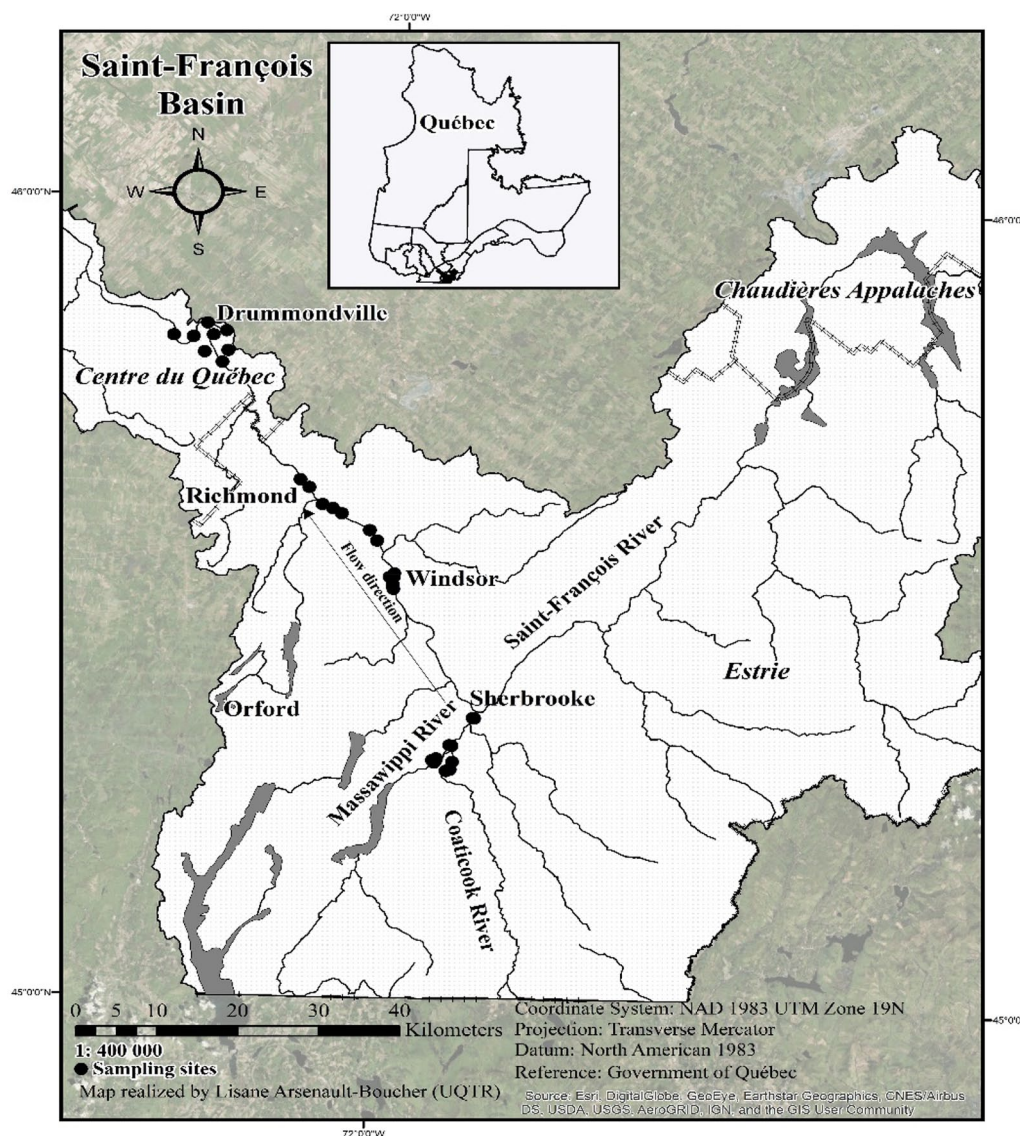 72°0'0"W
Saint-François
Basin
N
W
E
S
Québec
46°0'0"N
46°0'0"N
Chaudières Appalaches
Drummondville
Centre du Québec
Richmond
Flow direction
Windsor
Saint-François River
Estrie
Orford
Sherbrooke
Massawippi River
Coaticook River
45°0'0"N
45°0'0"N
0 5 10 20 30 40
Kilometers
1: 400 000
Sampling sites
Map realized by Lisane Arsenault-Boucher (UQTR)
Coordinate System: NAD 1983 UTM Zone 19N
Projection: Transverse Mercator
Datum: North American 1983
Reference: Government of Québec
Source: Esri, DigitalGlobe, GeoEye, Earthstar Geographics, CNES/Airbus
DS, USDA, USGS, AeroGRID, IGN, and the GIS User Community
72°0'0"W